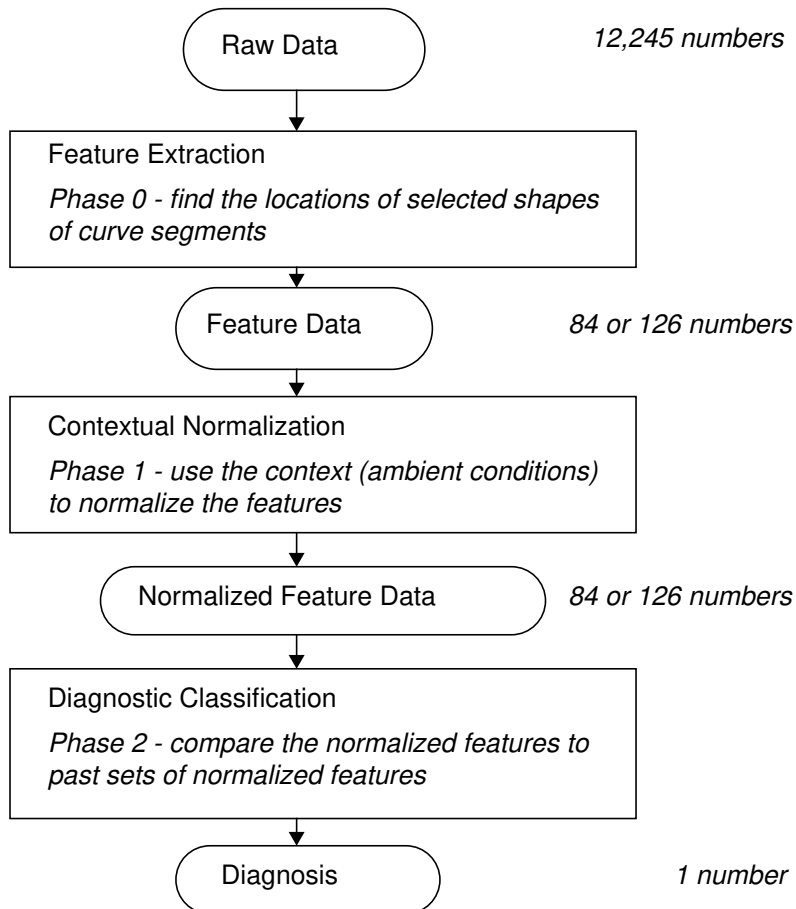 Raw Data
12,245 numbers
Feature Extraction
Phase 0 - find the locations of selected shapes
of curve segments
Feature Data
84 or 126 numbers
Contextual Normalization
Phase 1 - use the context (ambient conditions)
to normalize the features
Normalized Feature Data
84 or 126 numbers
Diagnostic Classification
Phase 2 - compare the normalized features to
past sets of normalized features
Diagnosis
1 number